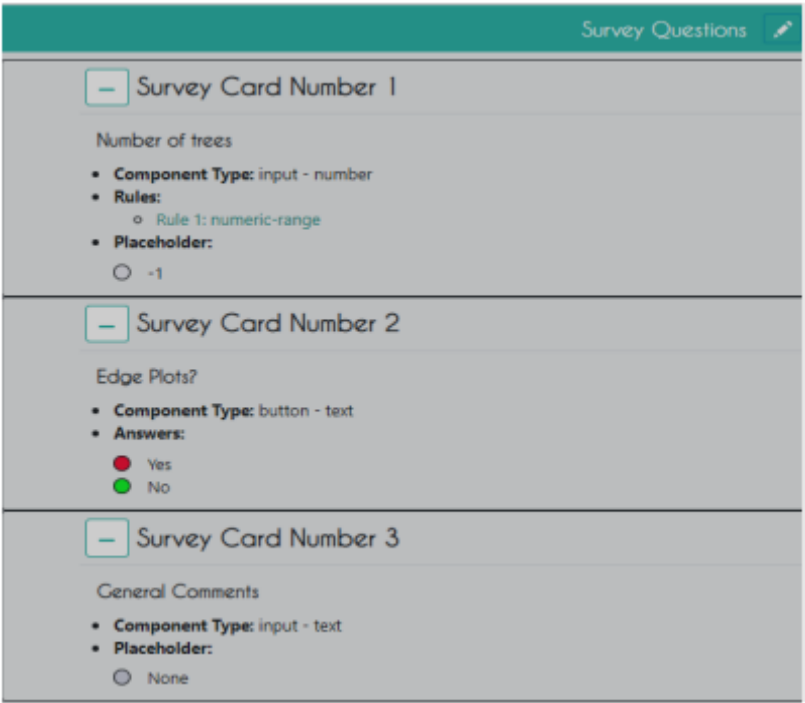 Survey Questions
Survey Card Number 1
Number of trees
Component Type: input - number
Rules:
Rule 1: numeric-range
Placeholder:
-1
Survey Card Number 2
Edge Plots?
Component Type: button - text
Answers:
Yes
No
Survey Card Number 3
General Comments
Component Type: input - text
Placeholder:
None